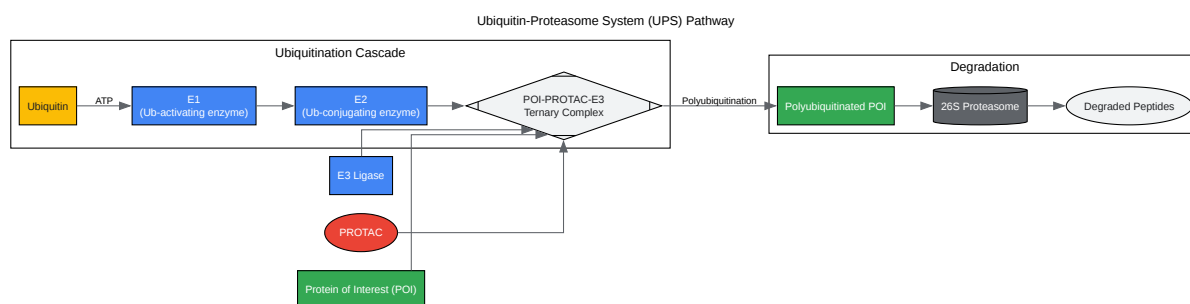 Ubiquitin-Proteasome System (UPS) Pathway
Ubiquitination Cascade
Ubiquitin
ATP
E1
(Ub-activating enzyme)
E2
(Ub-conjugating enzyme)
POI-PROTAC-E3
Ternary Complex
Polyubiquitination
E3 Ligase
PROTAC
Protein of Interest (POI)
Degradation
Polyubiquitinated POI
26S Proteasome
Degraded Peptides